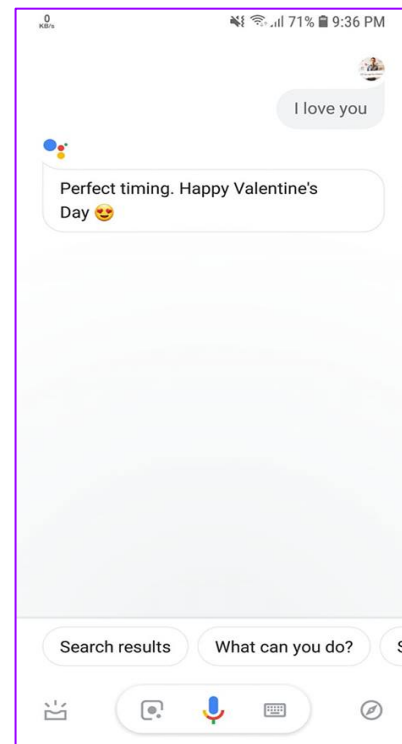 0
KB/s
71% 9:36 PM
I love you
Perfect timing. Happy Valentine's
Day 😍
Search results
What can you do?
S